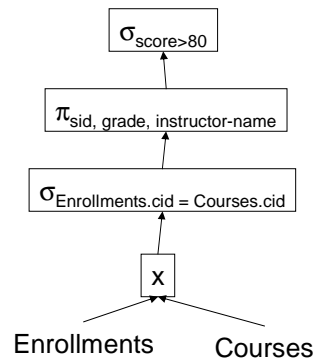 σscore>80
πsid, grade, instructor-name
σEnrollments.cid = Courses.cid
x
Enrollments
Courses